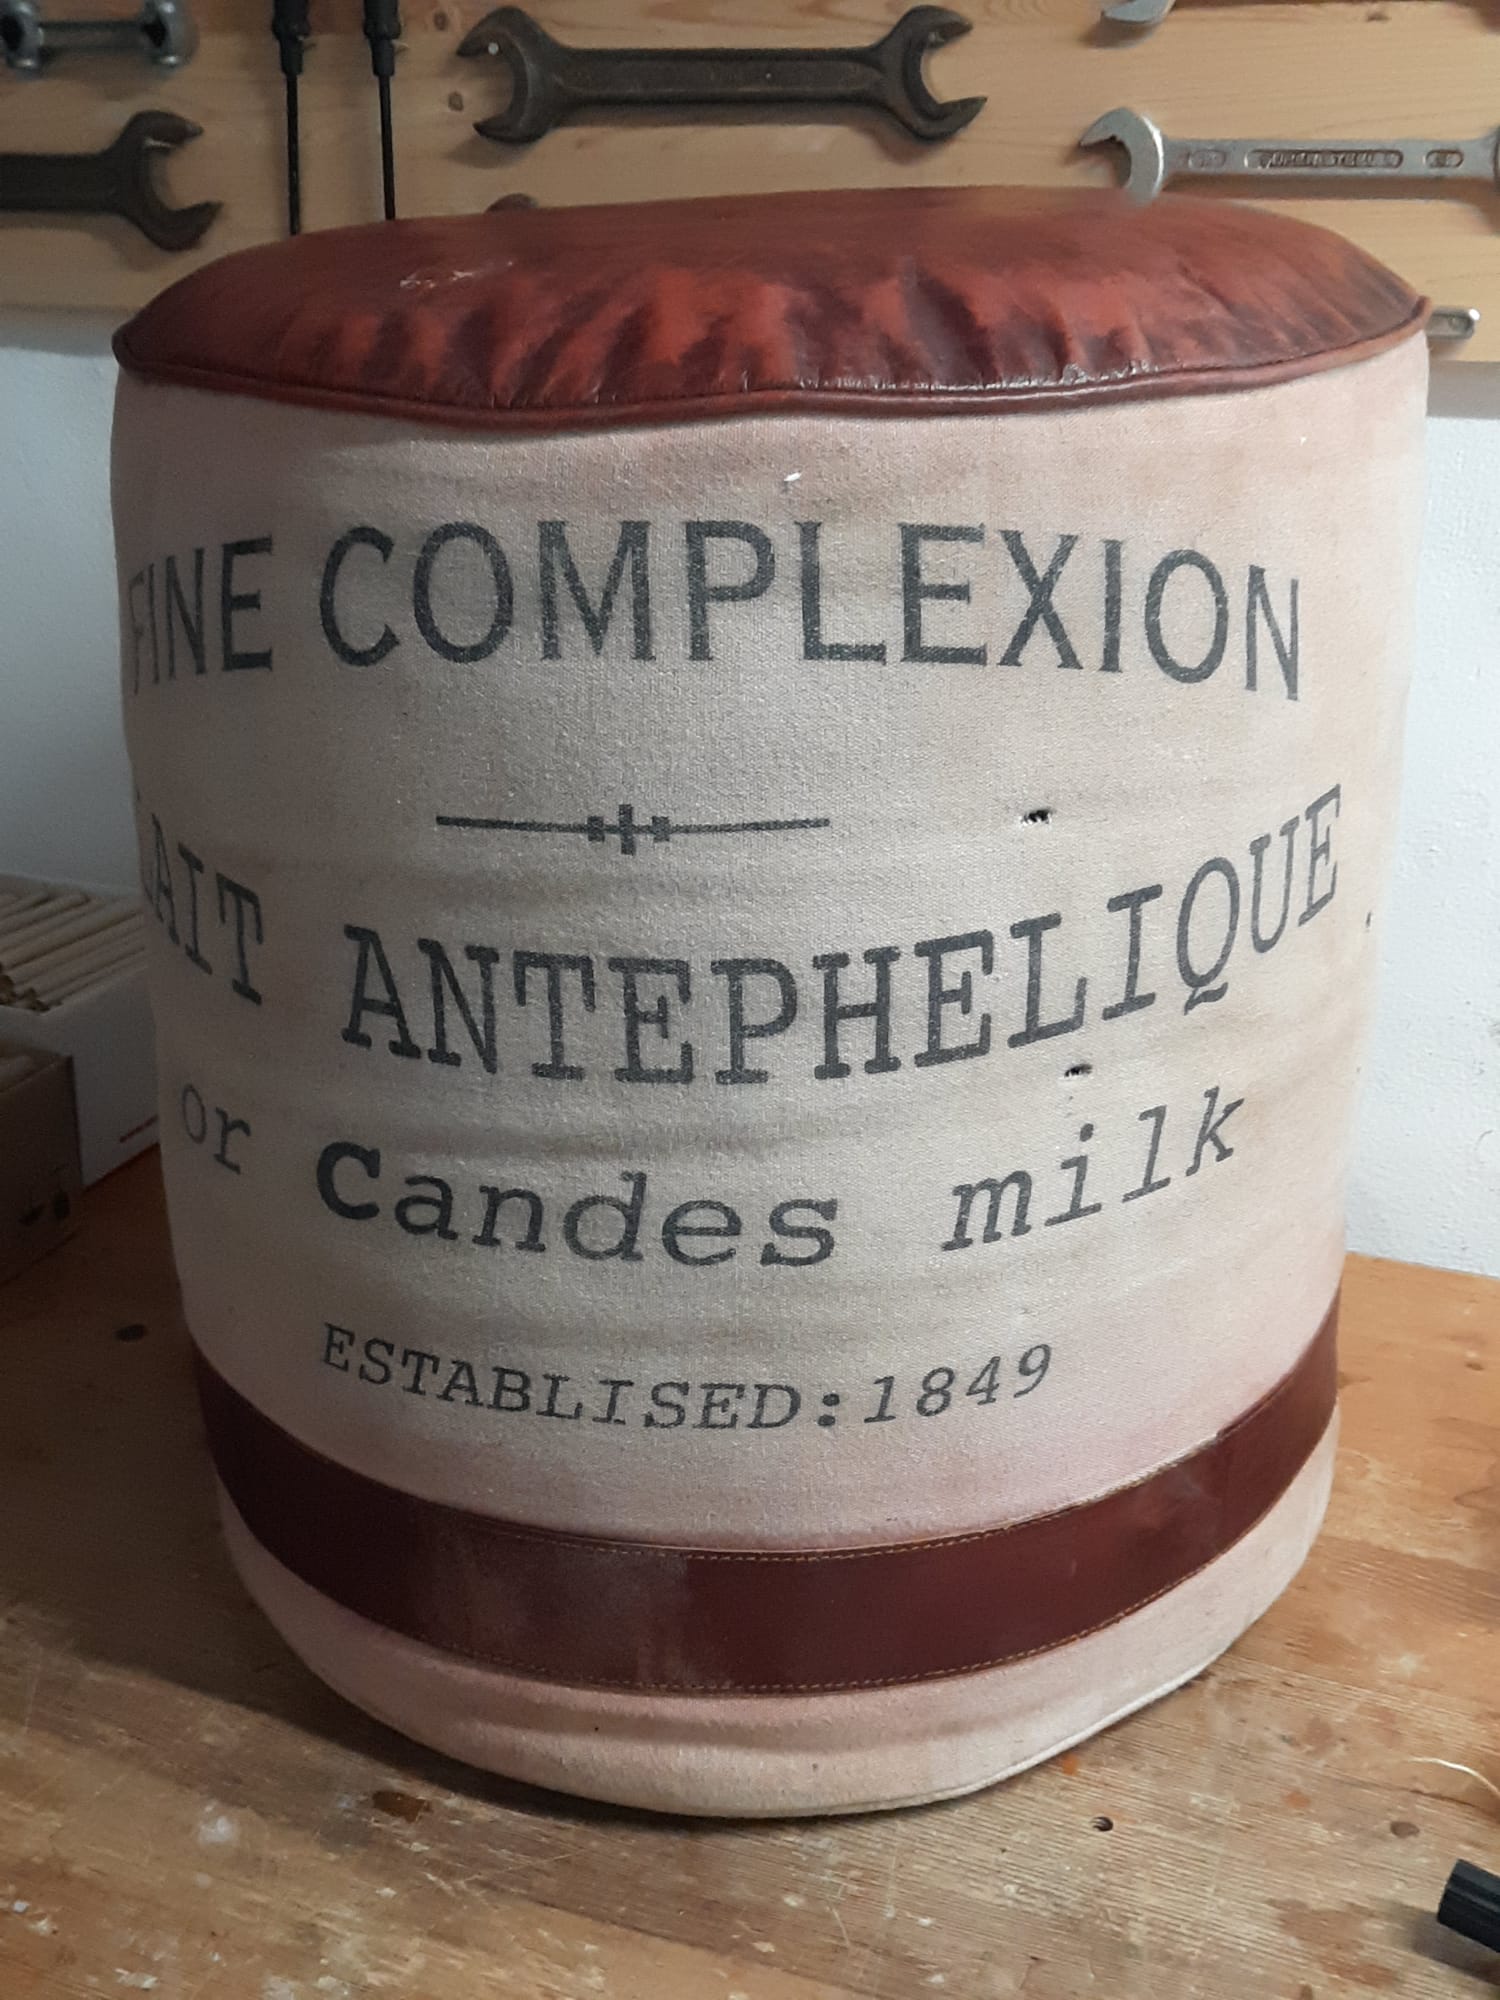 FINE COMPLEXION
LAIT ANTEPHELIQUE
or Candes milk
ESTABLISED:1849